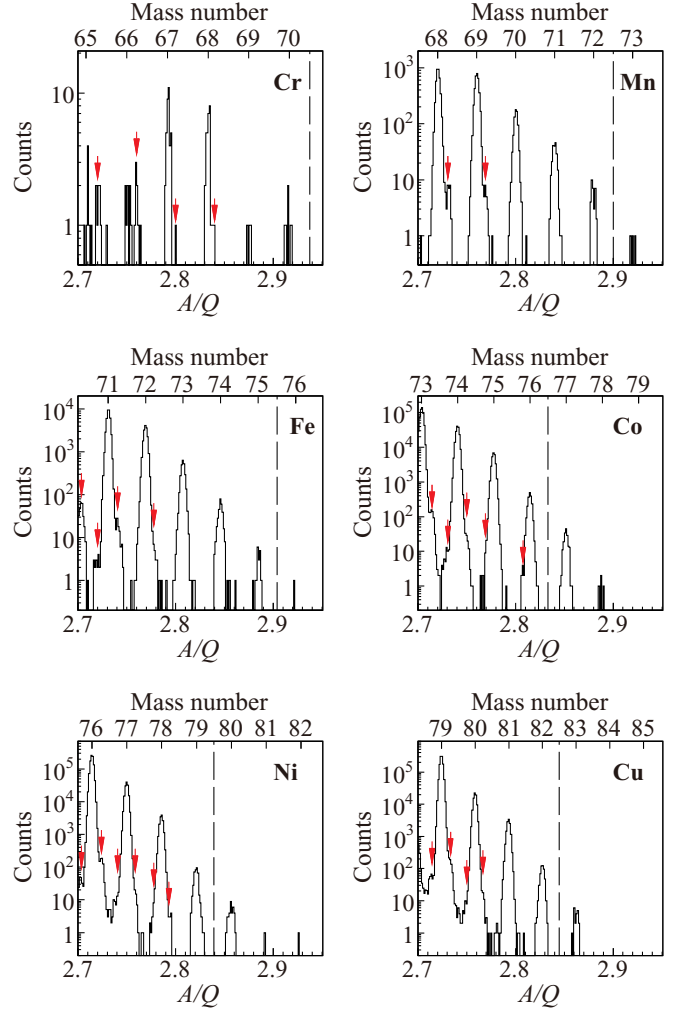 Mass number Mass number
65 66 67 68 69 70 68 69 70 71 72 73
Cr Mn
Counts Counts
10 1 10³ 10² 10 1
2.7 2.8 2.9 2.7 2.8 2.9
A/Q A/Q
Mass number Mass number
71 72 73 74 75 76 73 74 75 76 77 78 79
Fe Co
Counts Counts
10⁴ 10³ 10² 10 1 10⁵ 10⁴ 10³ 10² 10 1
2.7 2.8 2.9 2.7 2.8 2.9
A/Q A/Q
Mass number Mass number
76 77 78 79 80 81 82 79 80 81 82 83 84 85
Ni Cu
Counts Counts
10⁵ 10⁴ 10³ 10² 10 1 10⁵ 10⁴ 10³ 10² 10 1
2.7 2.8 2.9 2.7 2.8 2.9
A/Q A/Q